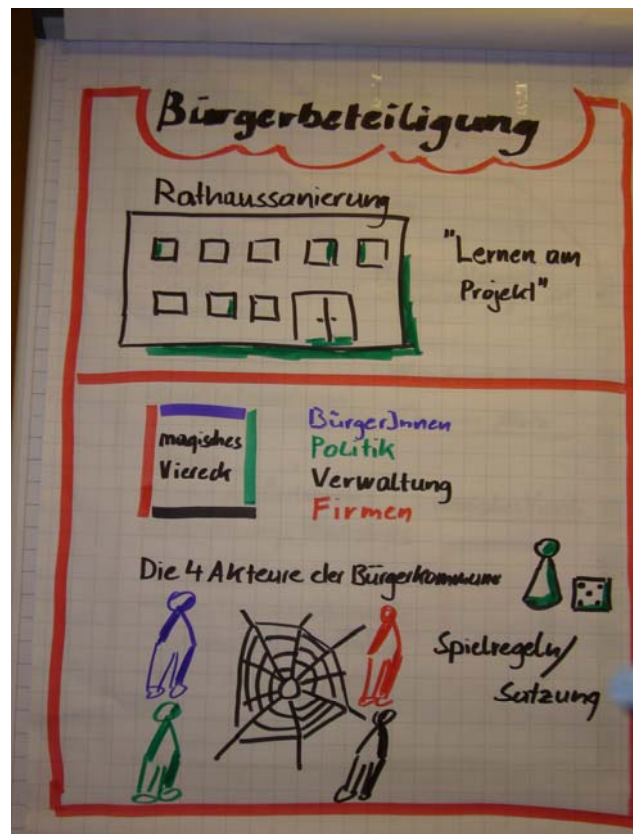 Bürgerbeteiligung
Rathaussanierung
"Lernen am
Projekt"
magisches
Viereck
BürgerInnen
Politik
Verwaltung
Firmen
Die 4 Akteure der Bürgerkommune
Spielregeln/
Satzung